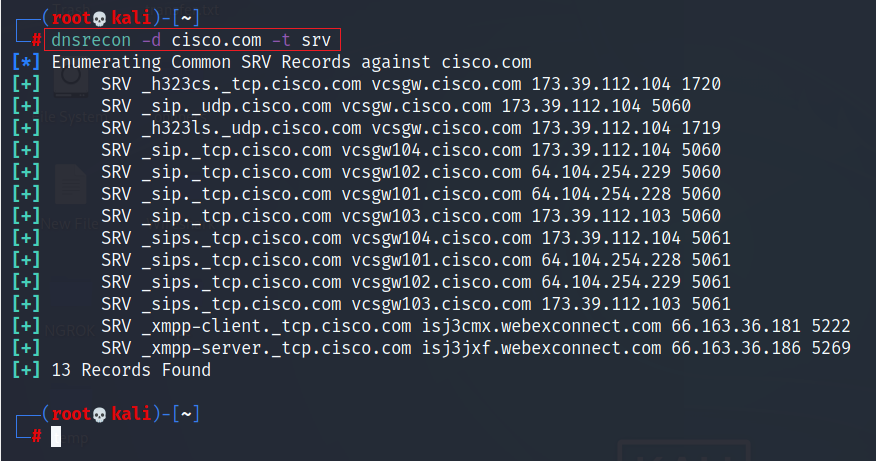 ┌──(root💀kali)-[~]
└─# dnsrecon -d cisco.com -t srv
[*] Enumerating Common SRV Records against cisco.com
[+] SRV _h323cs._tcp.cisco.com vcsgw.cisco.com 173.39.112.104 1720
[+] SRV _sip._udp.cisco.com vcsgw.cisco.com 173.39.112.104 5060
[+] SRV _h323ls._udp.cisco.com vcsgw.cisco.com 173.39.112.104 1719
[+] SRV _sip._tcp.cisco.com vcsgw104.cisco.com 173.39.112.104 5060
[+] SRV _sip._tcp.cisco.com vcsgw102.cisco.com 64.104.254.229 5060
[+] SRV _sip._tcp.cisco.com vcsgw101.cisco.com 64.104.254.228 5060
[+] SRV _sip._tcp.cisco.com vcsgw103.cisco.com 173.39.112.103 5060
[+] SRV _sips._tcp.cisco.com vcsgw104.cisco.com 173.39.112.104 5061
[+] SRV _sips._tcp.cisco.com vcsgw101.cisco.com 64.104.254.228 5061
[+] SRV _sips._tcp.cisco.com vcsgw102.cisco.com 64.104.254.229 5061
[+] SRV _sips._tcp.cisco.com vcsgw103.cisco.com 173.39.112.103 5061
[+] SRV _xmpp-client._tcp.cisco.com isj3cmx.webexconnect.com 66.163.36.181 5222
[+] SRV _xmpp-server._tcp.cisco.com isj3jxf.webexconnect.com 66.163.36.186 5269
[+] 13 Records Found
┌──(root💀kali)-[~]
└─#